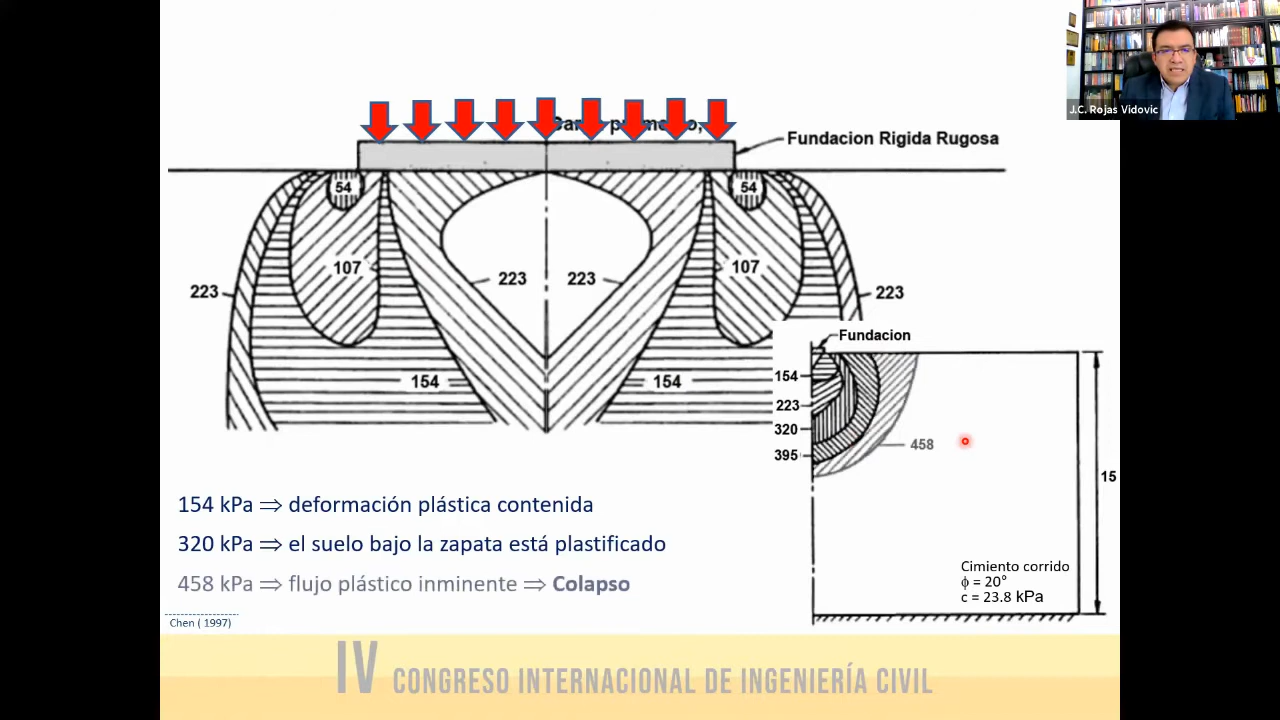 J.C. Rojas Vidovic
Fundacion Rigida Rugosa
54
54
107
107
223
223
223
223
154
154
Fundacion
154
223
320
395
458
15
154 kPa ⇒ deformación plástica contenida
320 kPa ⇒ el suelo bajo la zapata está plastificado
458 kPa ⇒ flujo plástico inminente ⇒ Colapso
Cimiento corrido
ϕ = 20°
c = 23.8 kPa
Chen ( 1997)
IV CONGRESO INTERNACIONAL DE INGENIERÍA CIVIL